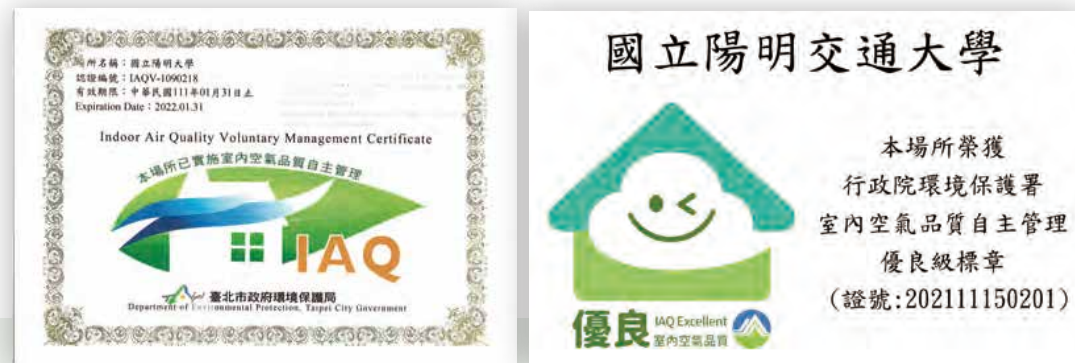 場所名稱：國立陽明大學
認證編號：IAQV-1090218
有效期限：中華民國111年01月31日止
Expiration Date：2022.01.31
Indoor Air Quality Voluntary Management Certificate
本場所已實施室內空氣品質自主管理
IAQ
臺北市政府環境保護局
Department of Environmental Protection, Taipei City Government
國立陽明交通大學
本場所榮獲
行政院環境保護署
室內空氣品質自主管理
優良級標章
(證號:202111150201)
優良 IAQ Excellent
室內空氣品質